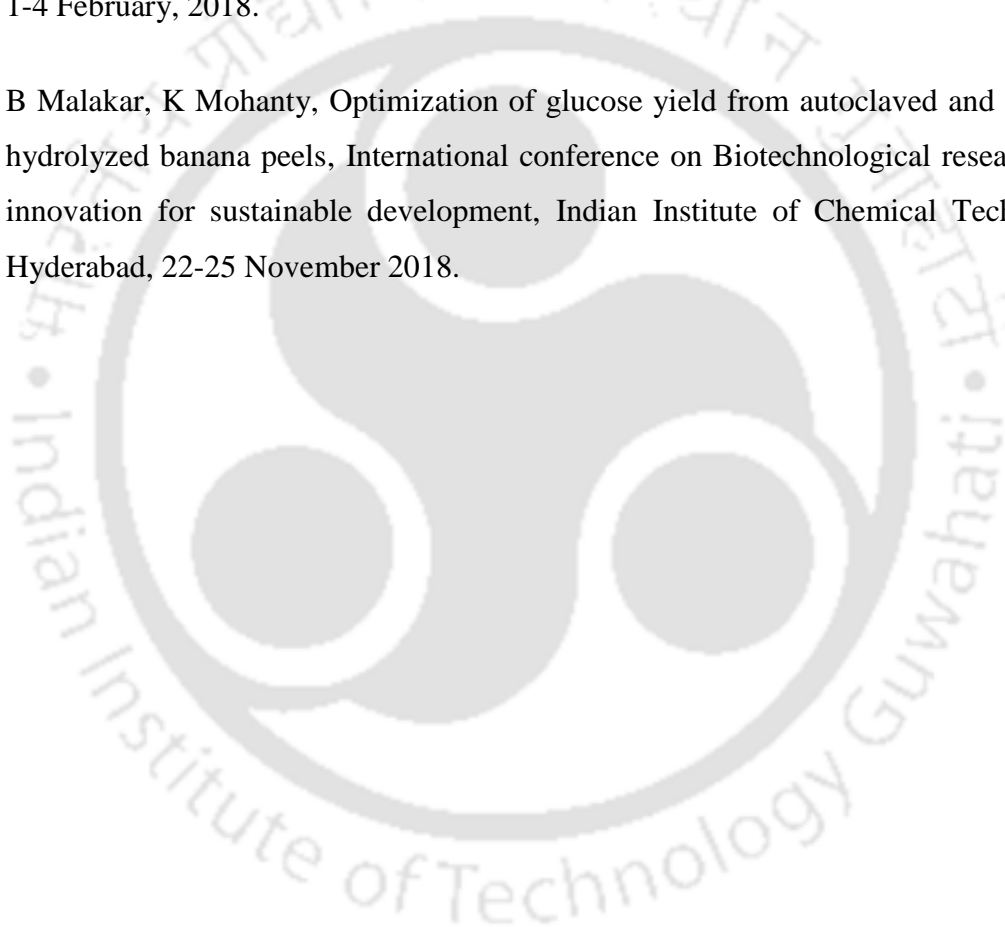 1-4 February, 2018.
B Malakar, K Mohanty, Optimization of glucose yield from autoclaved and
hydrolyzed banana peels, International conference on Biotechnological
innovation for sustainable development, Indian Institute of Chemical
Hyderabad, 22-25 November 2018.
Indian Institute of Technology Guwahati